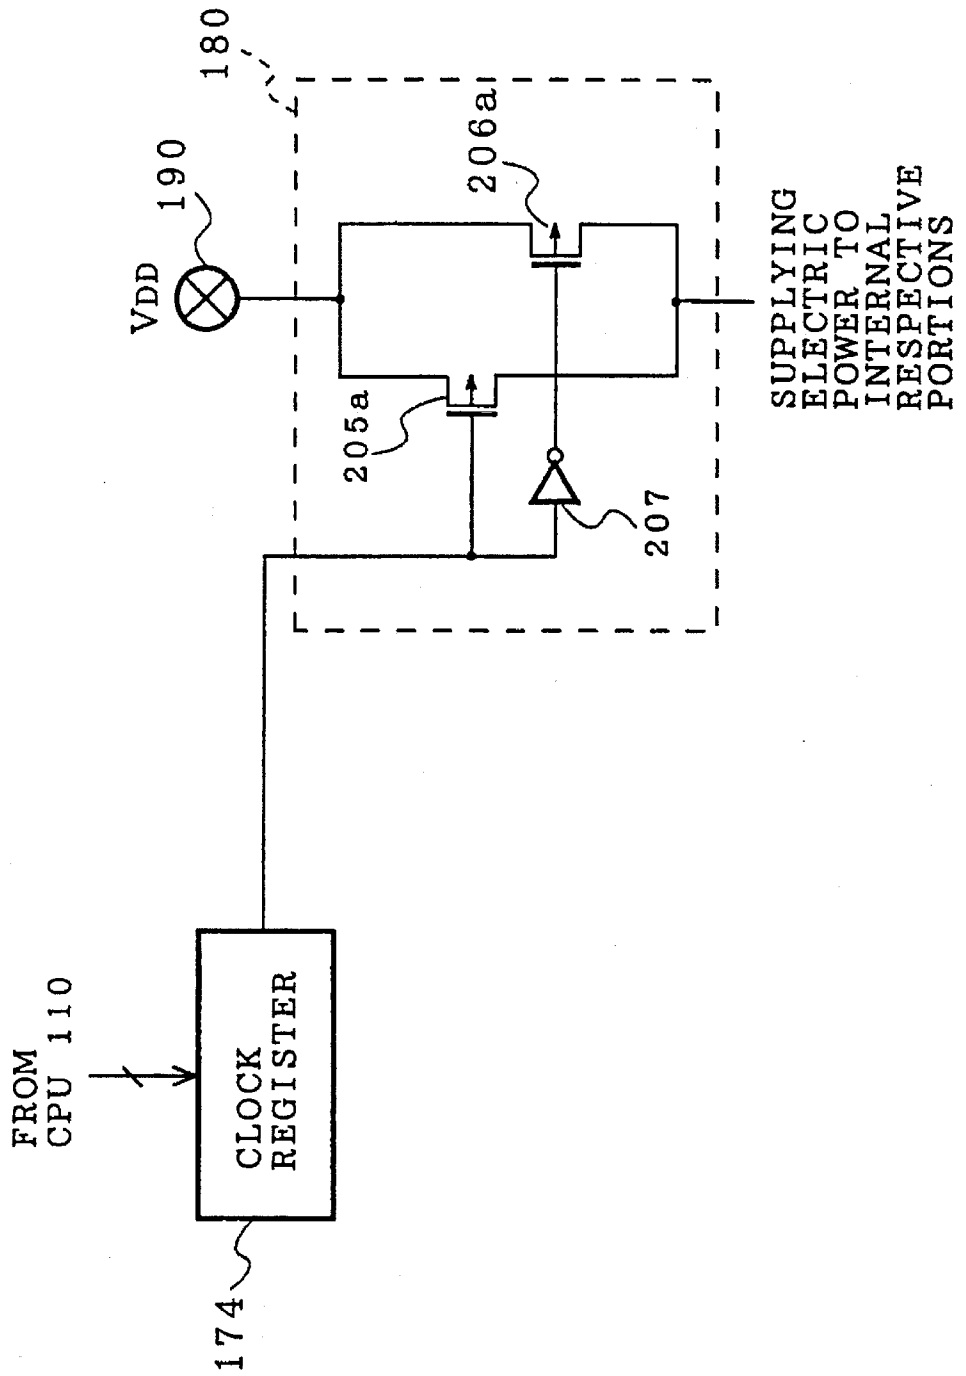 FROM
CPU 110
174
CLOCK
REGISTER
VDD
190
180
205a
206a
207
SUPPLYING
ELECTRIC
POWER TO
INTERNAL
RESPECTIVE
PORTIONS